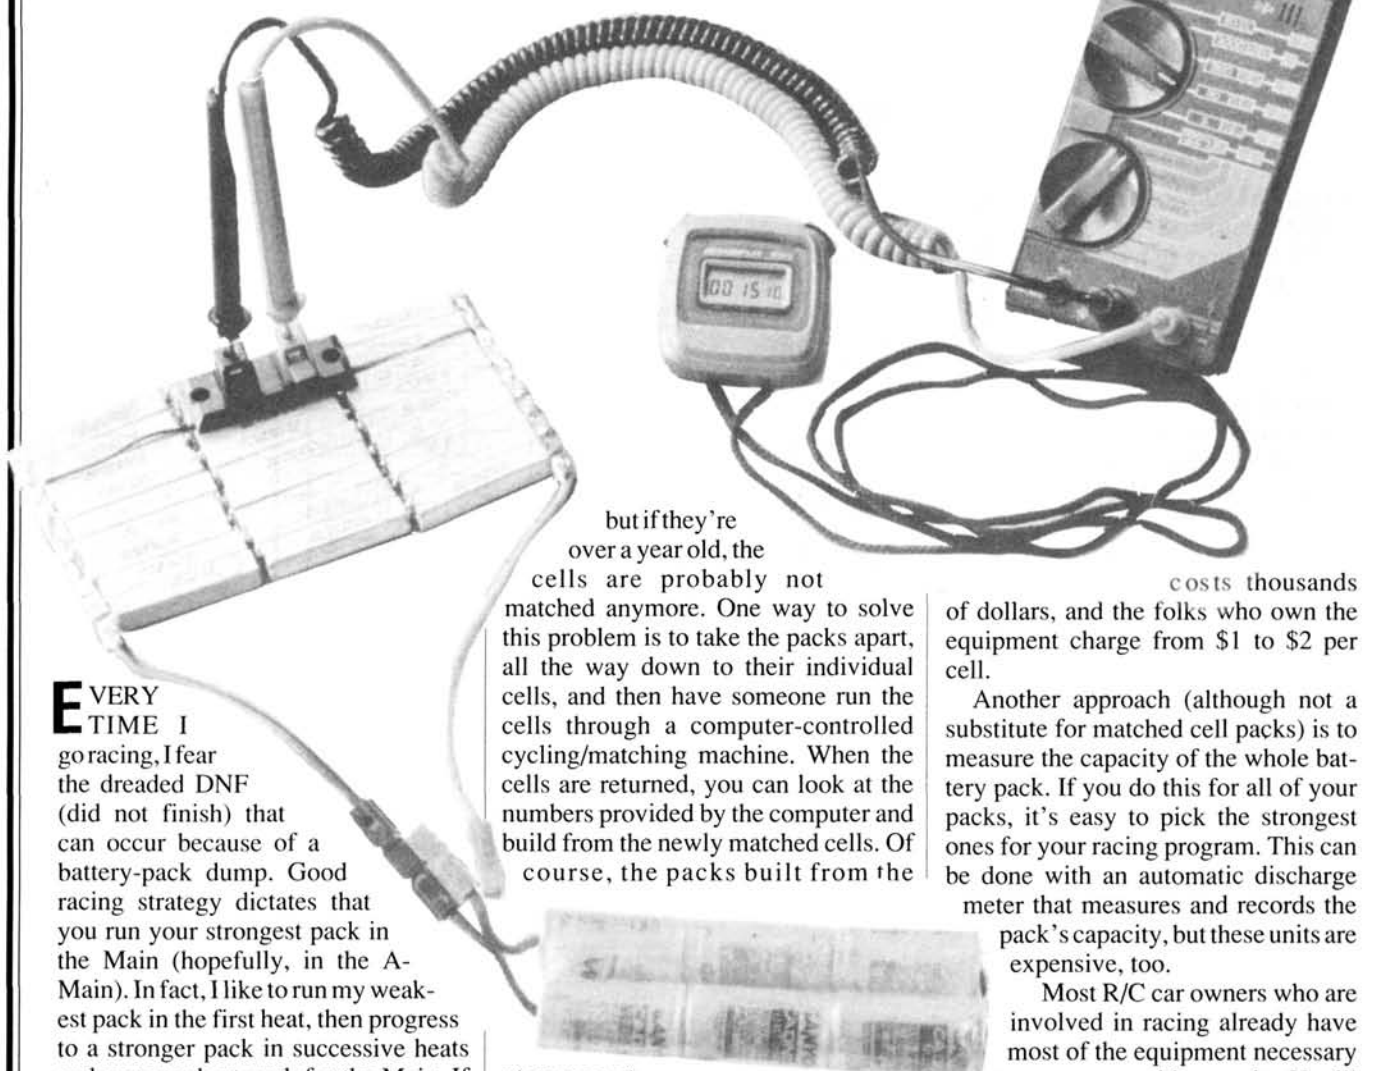 EVERY
TIME I
go racing, I fear
the dreaded DNF
(did not finish) that
can occur because of a
battery-pack dump. Good
racing strategy dictates that
you run your strongest pack in
the Main (hopefully, in the A-
Main). In fact, I like to run my weak-
est pack in the first heat, then progress
to a stronger pack in successive heats
but if they're
over a year old, the
cells are probably not
matched anymore. One way to solve
this problem is to take the packs apart,
all the way down to their individual
cells, and then have someone run the
cells through a computer-controlled
cycling/matching machine. When the
cells are returned, you can look at the
numbers provided by the computer and
build from the newly matched cells. Of
course, the packs built from the
costs thousands
of dollars, and the folks who own the
equipment charge from $1 to $2 per
cell.
Another approach (although not a
substitute for matched cell packs) is to
measure the capacity of the whole bat-
tery pack. If you do this for all of your
packs, it's easy to pick the strongest
ones for your racing program. This can
be done with an automatic discharge
meter that measures and records the
pack's capacity, but these units are
expensive, too.
Most R/C car owners who are
involved in racing already have
most of the equipment necessary
00 15 10